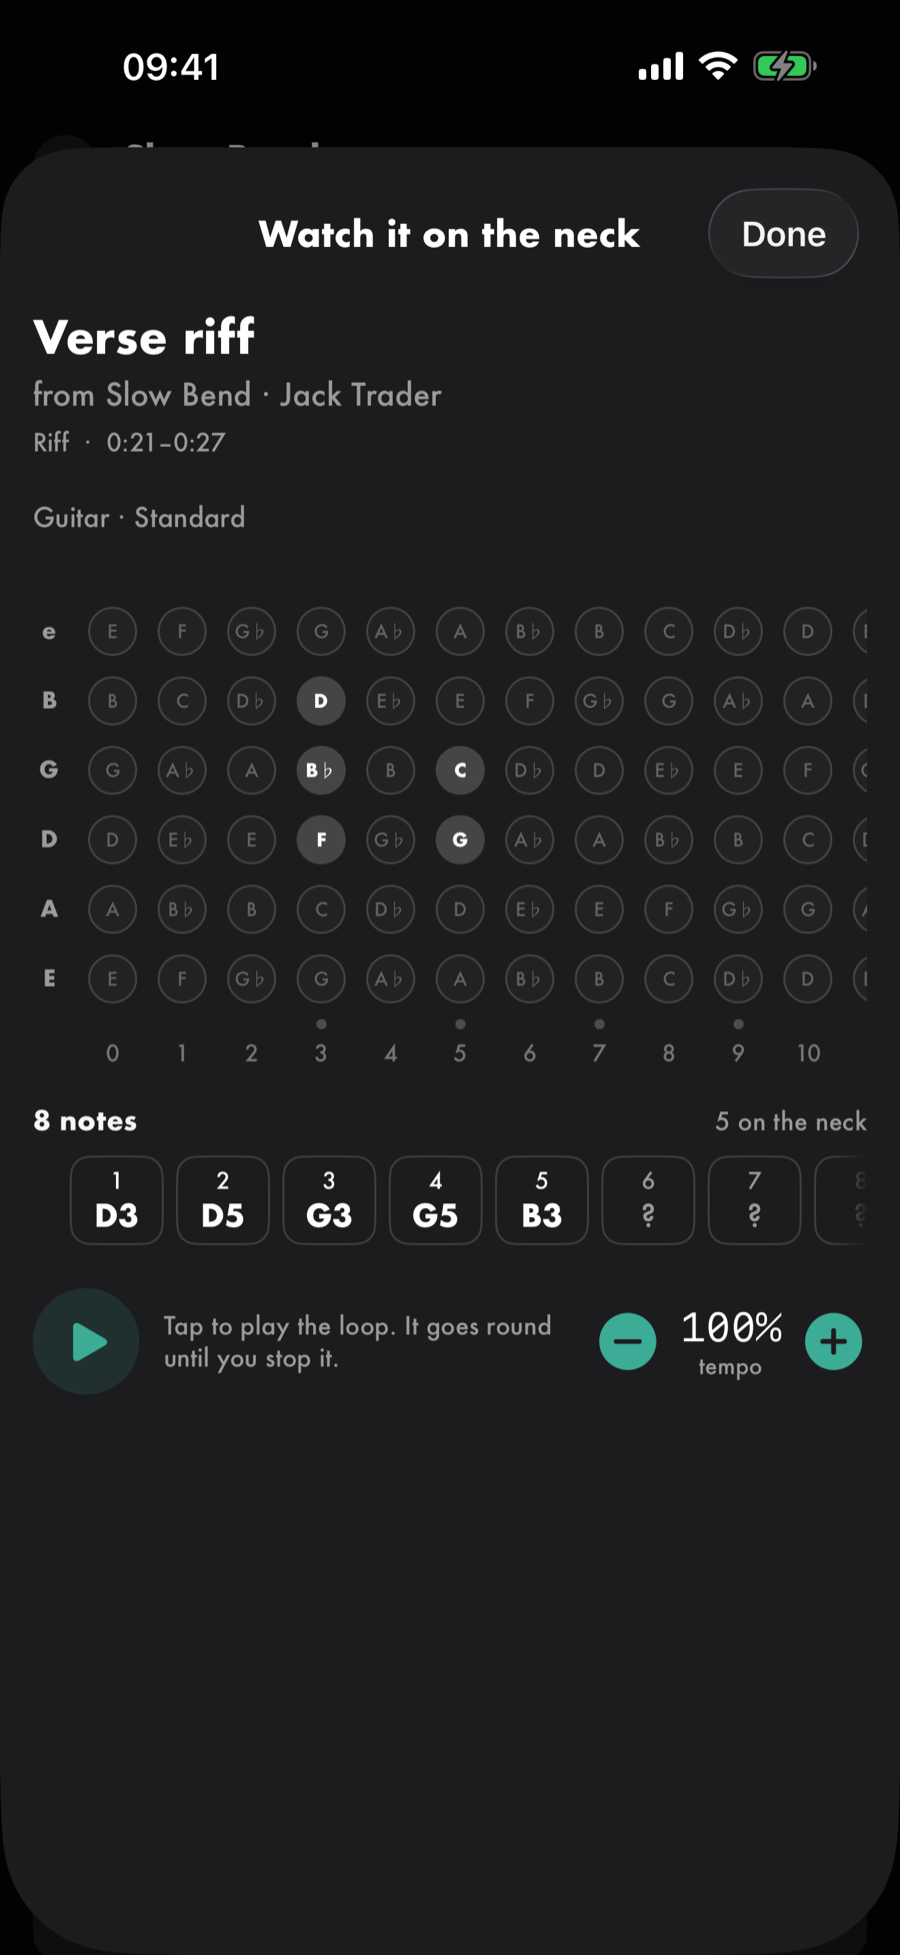 09:41
Watch it on the neck
Done
Verse riff
from Slow Bend · Jack Trader
Riff · 0:21–0:27
Guitar · Standard
e E F G♭ G A♭ A B♭ B C D♭ D
B B C D♭ D E♭ E F G♭ G A♭ A
G G A♭ A B♭ B C D♭ D E♭ E F
D D E♭ E F G♭ G A♭ A B♭ B C
A A B♭ B C D♭ D E♭ E F G♭ G
E E F G♭ G A♭ A B♭ B C D♭ D
0 1 2 3 4 5 6 7 8 9 10
8 notes
5 on the neck
1 2 3 4 5 6 7 8
D3 D5 G3 G5 B3 ? ? ?
Tap to play the loop. It goes round
until you stop it.
100%
tempo